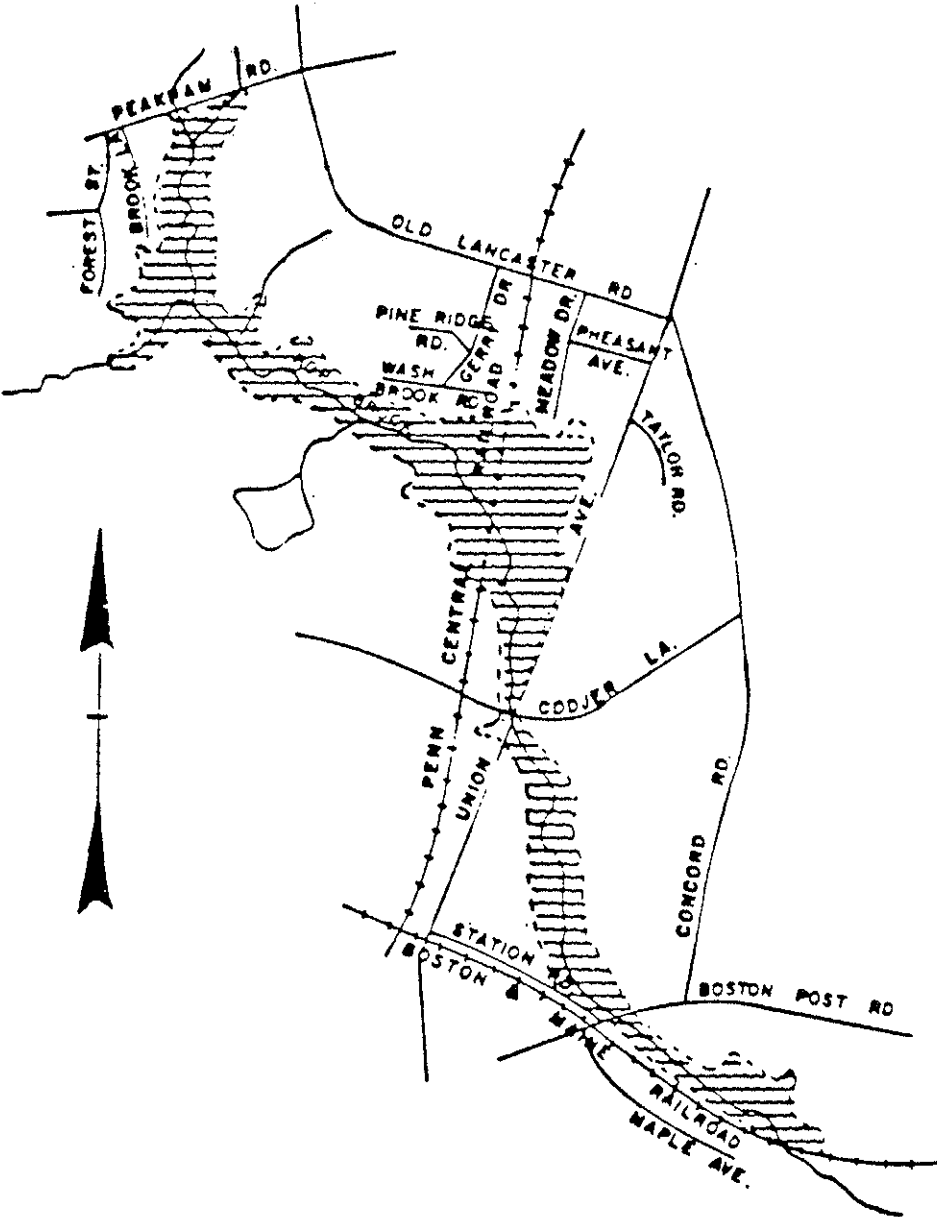 PEAKHAM RD.
FOREST ST.
BROOK LA.
OLD LANCASTER RD
PINE RIDGE
RD.
GERRY DR
WASH
BROOK RD
RAILROAD
MEADOW DR.
PHEASANT
AVE.
TAYLOR RD.
UNION AVE.
PENN CENTRAL
CODJER LA.
CONCORD RD.
STATION RD
BOSTON & MAINE RAILROAD
BOSTON POST RD
MAPLE AVE.